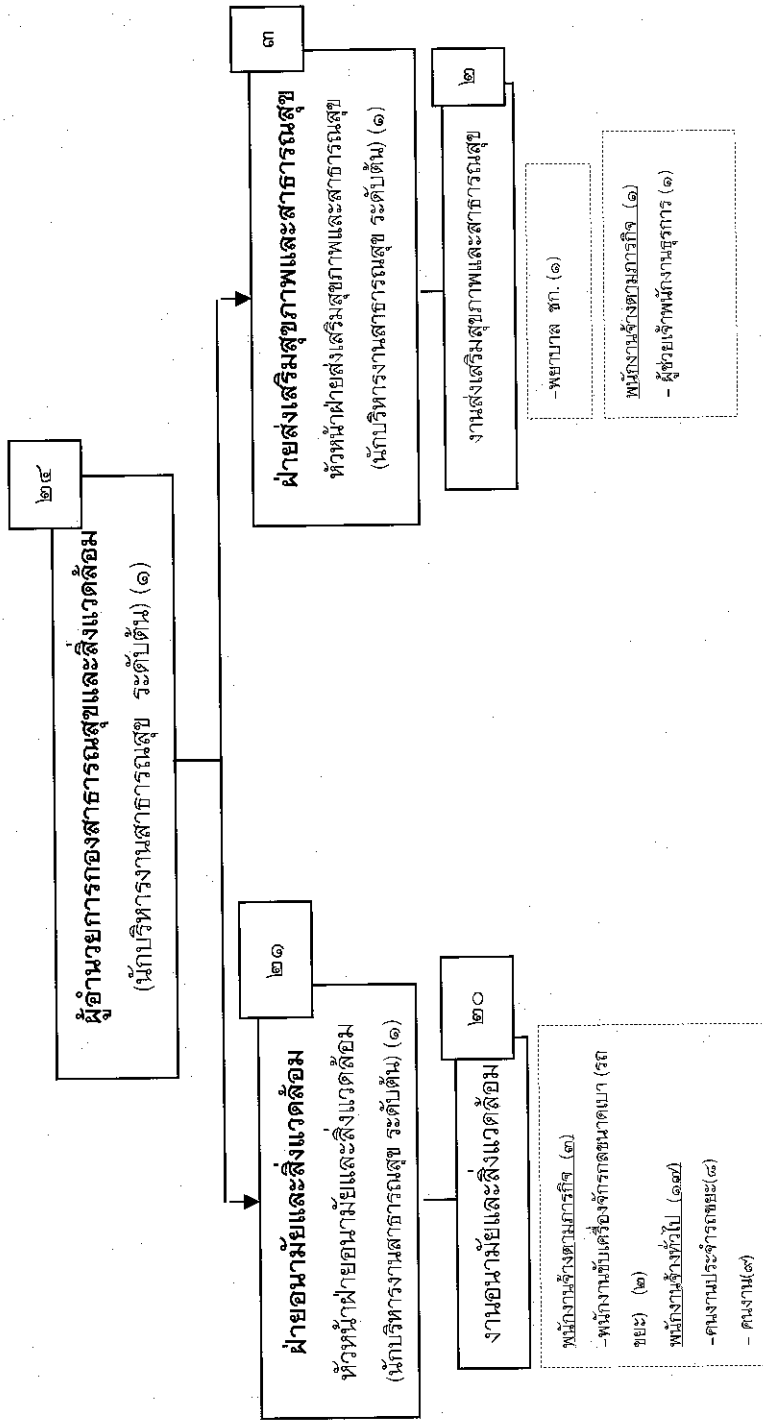 ผู้อำนวยการกองสาธารณสุขและสิ่งแวดล้อม
(นักบริหารงานสาธารณสุข ระดับต้น) (๑)
๒๔
ฝ่ายอนามัยและสิ่งแวดล้อม
หัวหน้าฝ่ายอนามัยและสิ่งแวดล้อม
(นักบริหารงานสาธารณสุข ระดับต้น) (๑)
๒๑
งานอนามัยและสิ่งแวดล้อม
๒๐
พนักงานจ้างตามภารกิจ (๓)
-พนักงานขับเครื่องจักรกลขนาดเบา (รถ
ขยะ) (๒)
พนักงานจ้างทั่วไป (๑๗)
-คนงานประจำรถขยะ(๘)
- คนงาน(๙)
ฝ่ายส่งเสริมสุขภาพและสาธารณสุข
หัวหน้าฝ่ายส่งเสริมสุขภาพและสาธารณสุข
(นักบริหารงานสาธารณสุข ระดับต้น) (๑)
๓
งานส่งเสริมสุขภาพและสาธารณสุข
๒
-พยาบาล ชก. (๑)
พนักงานจ้างตามภารกิจ (๑)
- ผู้ช่วยเจ้าพนักงานธุรการ (๑)